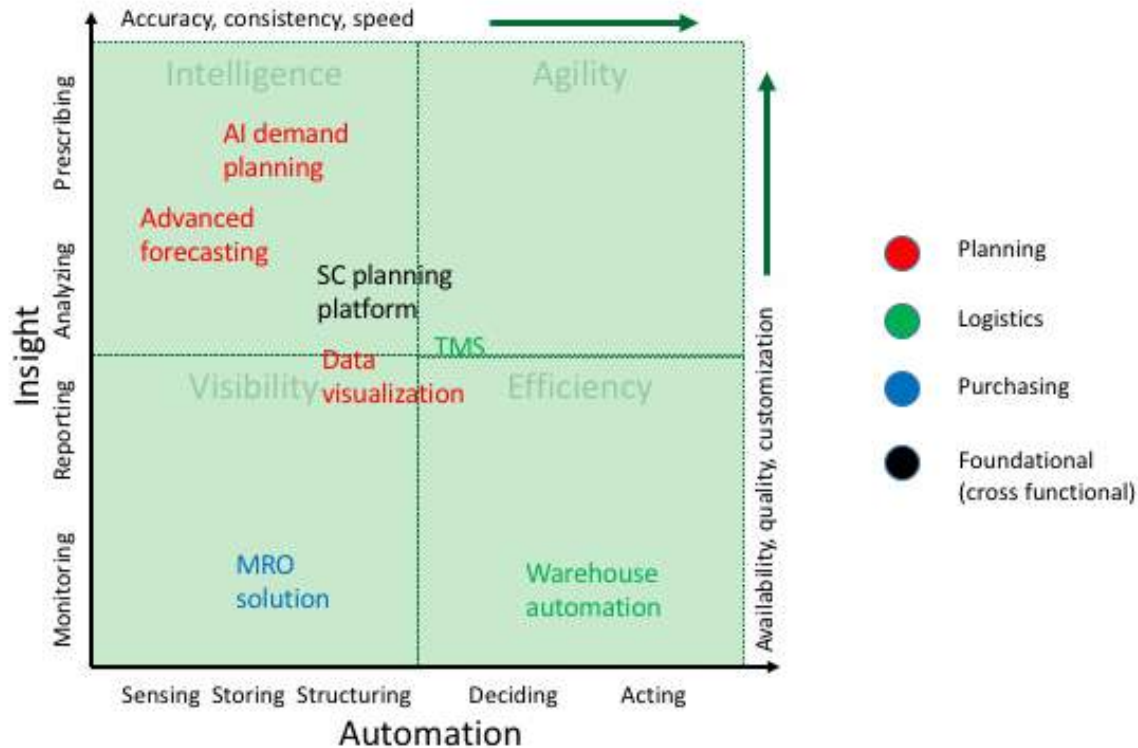 Accuracy, consistency, speed
Intelligence
Agility
AI demand
planning
Advanced
forecasting
SC planning
platform
TMS
Data
visualization
Visibility
Efficiency
MRO
solution
Warehouse
automation
Insight
Prescribing
Analyzing
Reporting
Monitoring
Sensing Storing Structuring Deciding Acting
Automation
Availability, quality, customization
Planning
Logistics
Purchasing
Foundational
(cross functional)